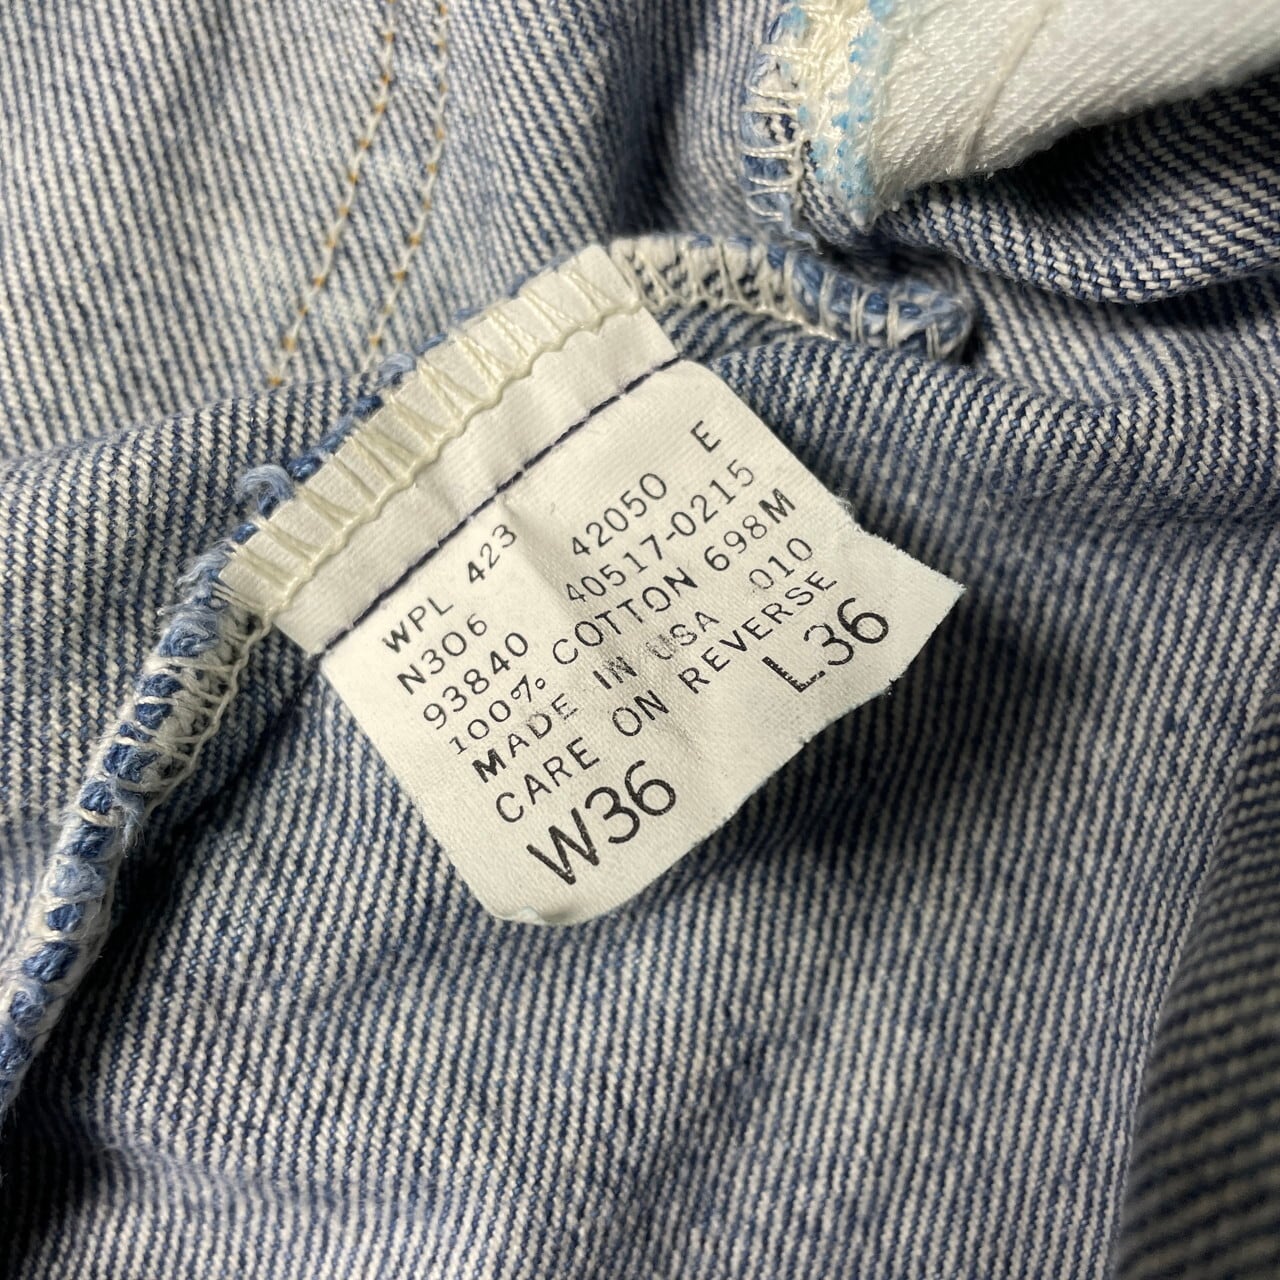 WPL 423 42050 E
N306 40517-0215
93840
100% COTTON 698M
MADE IN USA 010
CARE ON REVERSE
W36 L36